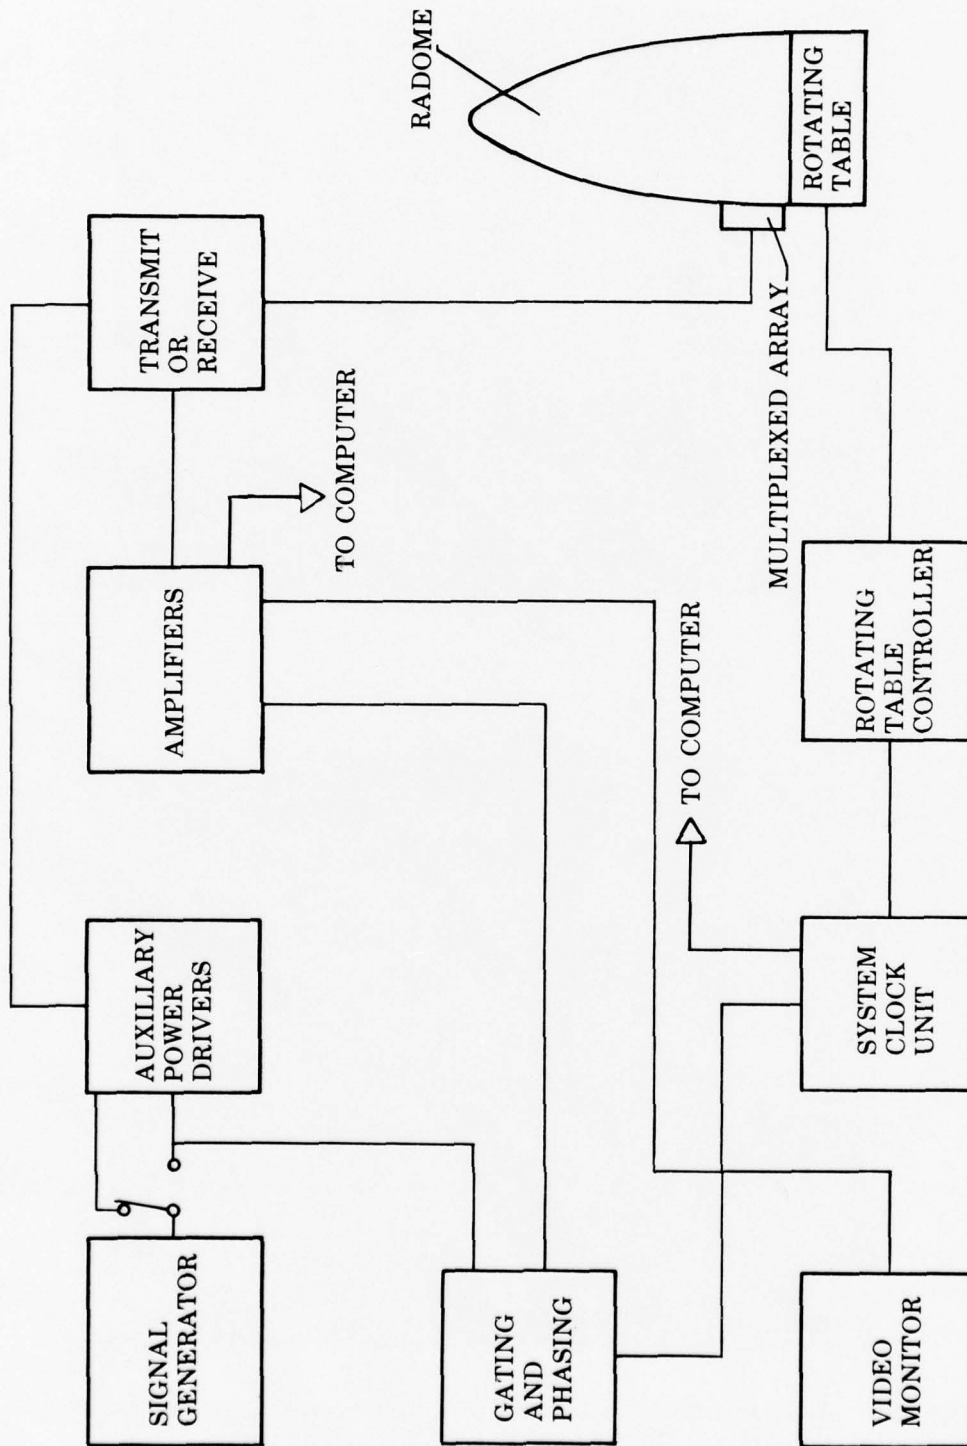 SIGNAL
GENERATOR
AUXILIARY
POWER
DRIVERS
AMPLIFIERS
TRANSMIT
OR
RECEIVE
TO COMPUTER
RADOME
GATING
AND
PHASING
TO COMPUTER
MULTIPLEXED ARRAY
ROTATING
TABLE
VIDEO
MONITOR
SYSTEM
CLOCK
UNIT
ROTATING
TABLE
CONTROLLER